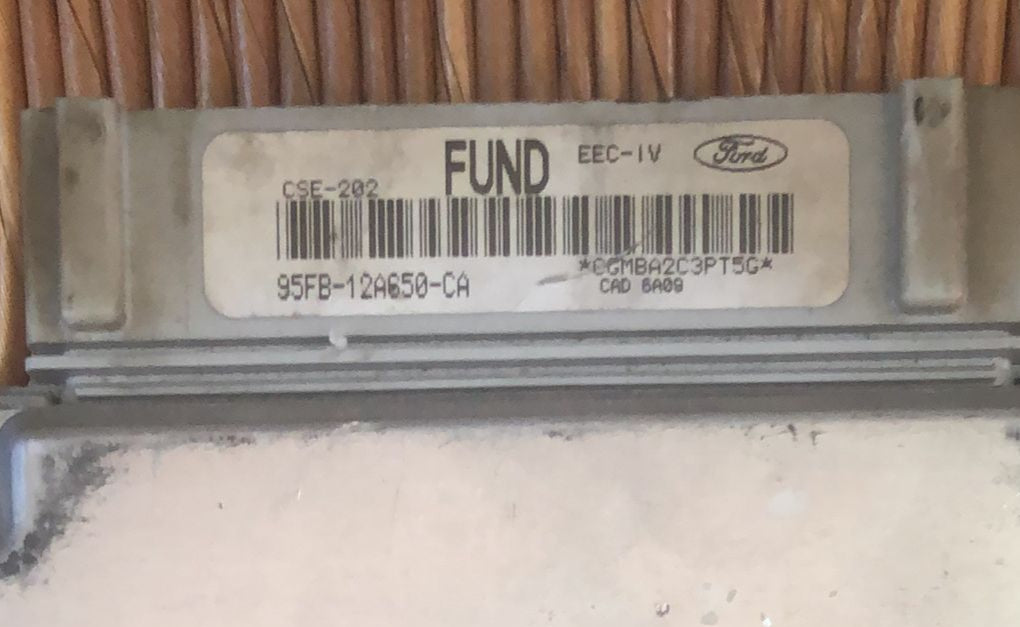 FUND EEC-IV Ford
CSE-202
*CGMBA2C3PT5G*
95FB-12A650-CA
CAD 6A09